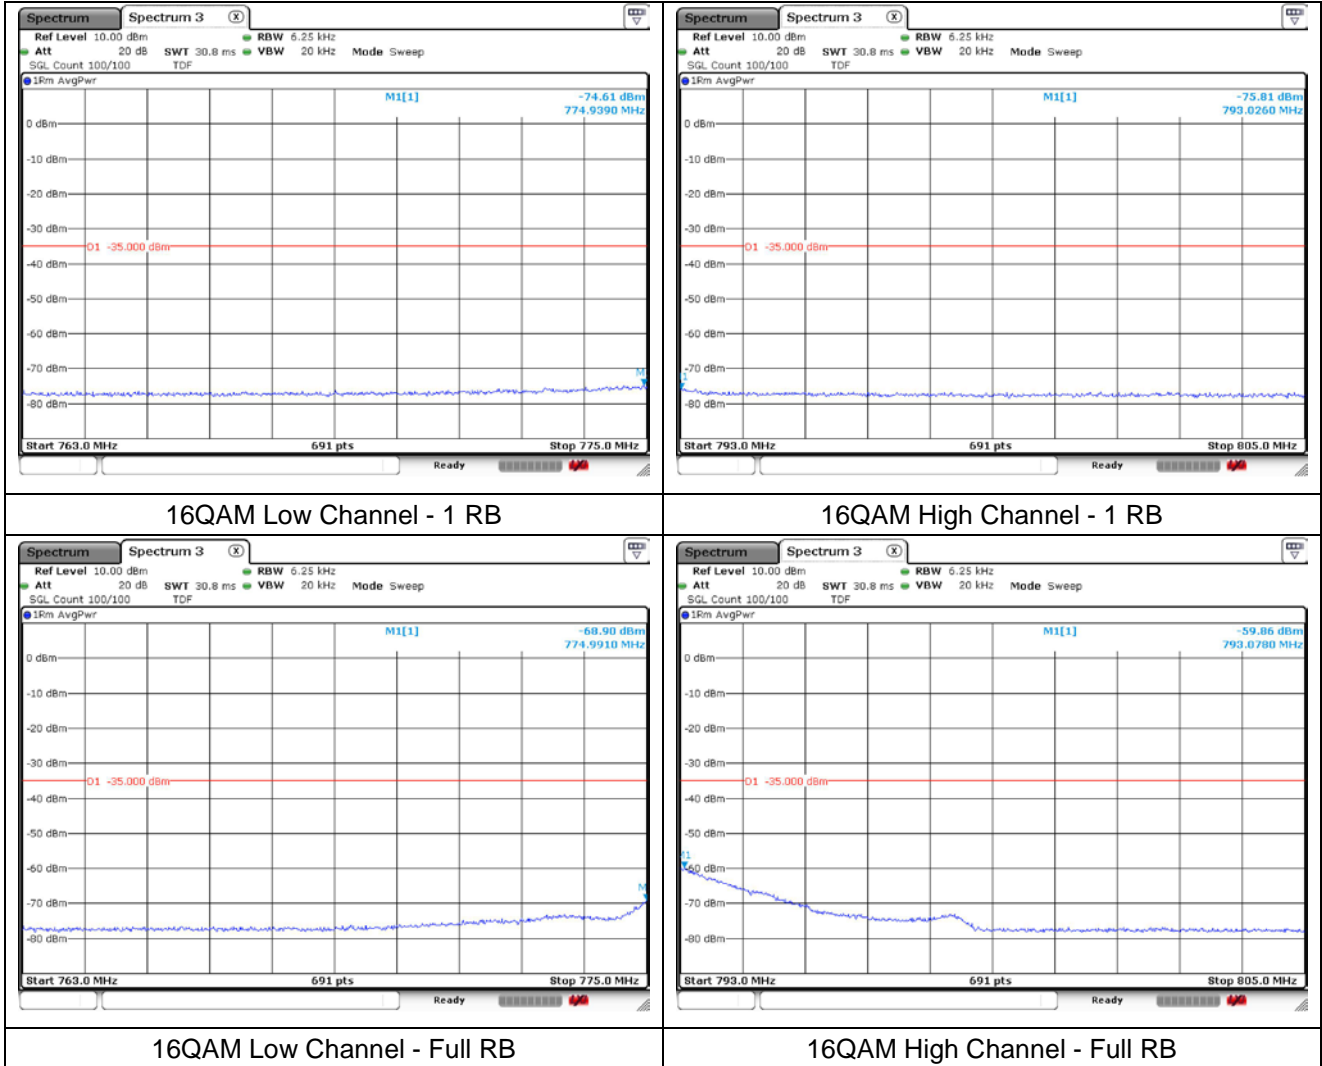 Spectrum Spectrum 3 X
Ref Level 10.00 dBm RBW 6.25 kHz
Att 20 dB SWT 30.8 ms VBW 20 kHz Mode Sweep
SGL Count 100/100 TDF
1Rm AvgPwr
M1[1] -74.61 dBm
774.9390 MHz
0 dBm
-10 dBm
-20 dBm
-30 dBm
D1 -35.000 dBm
-40 dBm
-50 dBm
-60 dBm
-70 dBm
M
-80 dBm
Start 763.0 MHz 691 pts Stop 775.0 MHz
Ready
16QAM Low Channel - 1 RB
Spectrum Spectrum 3 X
Ref Level 10.00 dBm RBW 6.25 kHz
Att 20 dB SWT 30.8 ms VBW 20 kHz Mode Sweep
SGL Count 100/100 TDF
1Rm AvgPwr
M1[1] -75.81 dBm
793.0260 MHz
0 dBm
-10 dBm
-20 dBm
-30 dBm
D1 -35.000 dBm
-40 dBm
-50 dBm
-60 dBm
-70 dBm
1
-80 dBm
Start 793.0 MHz 691 pts Stop 805.0 MHz
Ready
16QAM High Channel - 1 RB
Spectrum Spectrum 3 X
Ref Level 10.00 dBm RBW 6.25 kHz
Att 20 dB SWT 30.8 ms VBW 20 kHz Mode Sweep
SGL Count 100/100 TDF
1Rm AvgPwr
M1[1] -68.90 dBm
774.9910 MHz
0 dBm
-10 dBm
-20 dBm
-30 dBm
D1 -35.000 dBm
-40 dBm
-50 dBm
-60 dBm
M
-70 dBm
-80 dBm
Start 763.0 MHz 691 pts Stop 775.0 MHz
Ready
16QAM Low Channel - Full RB
Spectrum Spectrum 3 X
Ref Level 10.00 dBm RBW 6.25 kHz
Att 20 dB SWT 30.8 ms VBW 20 kHz Mode Sweep
SGL Count 100/100 TDF
1Rm AvgPwr
M1[1] -59.86 dBm
793.0780 MHz
0 dBm
-10 dBm
-20 dBm
-30 dBm
D1 -35.000 dBm
-40 dBm
-50 dBm
M1
-60 dBm
-70 dBm
-80 dBm
Start 793.0 MHz 691 pts Stop 805.0 MHz
Ready
16QAM High Channel - Full RB